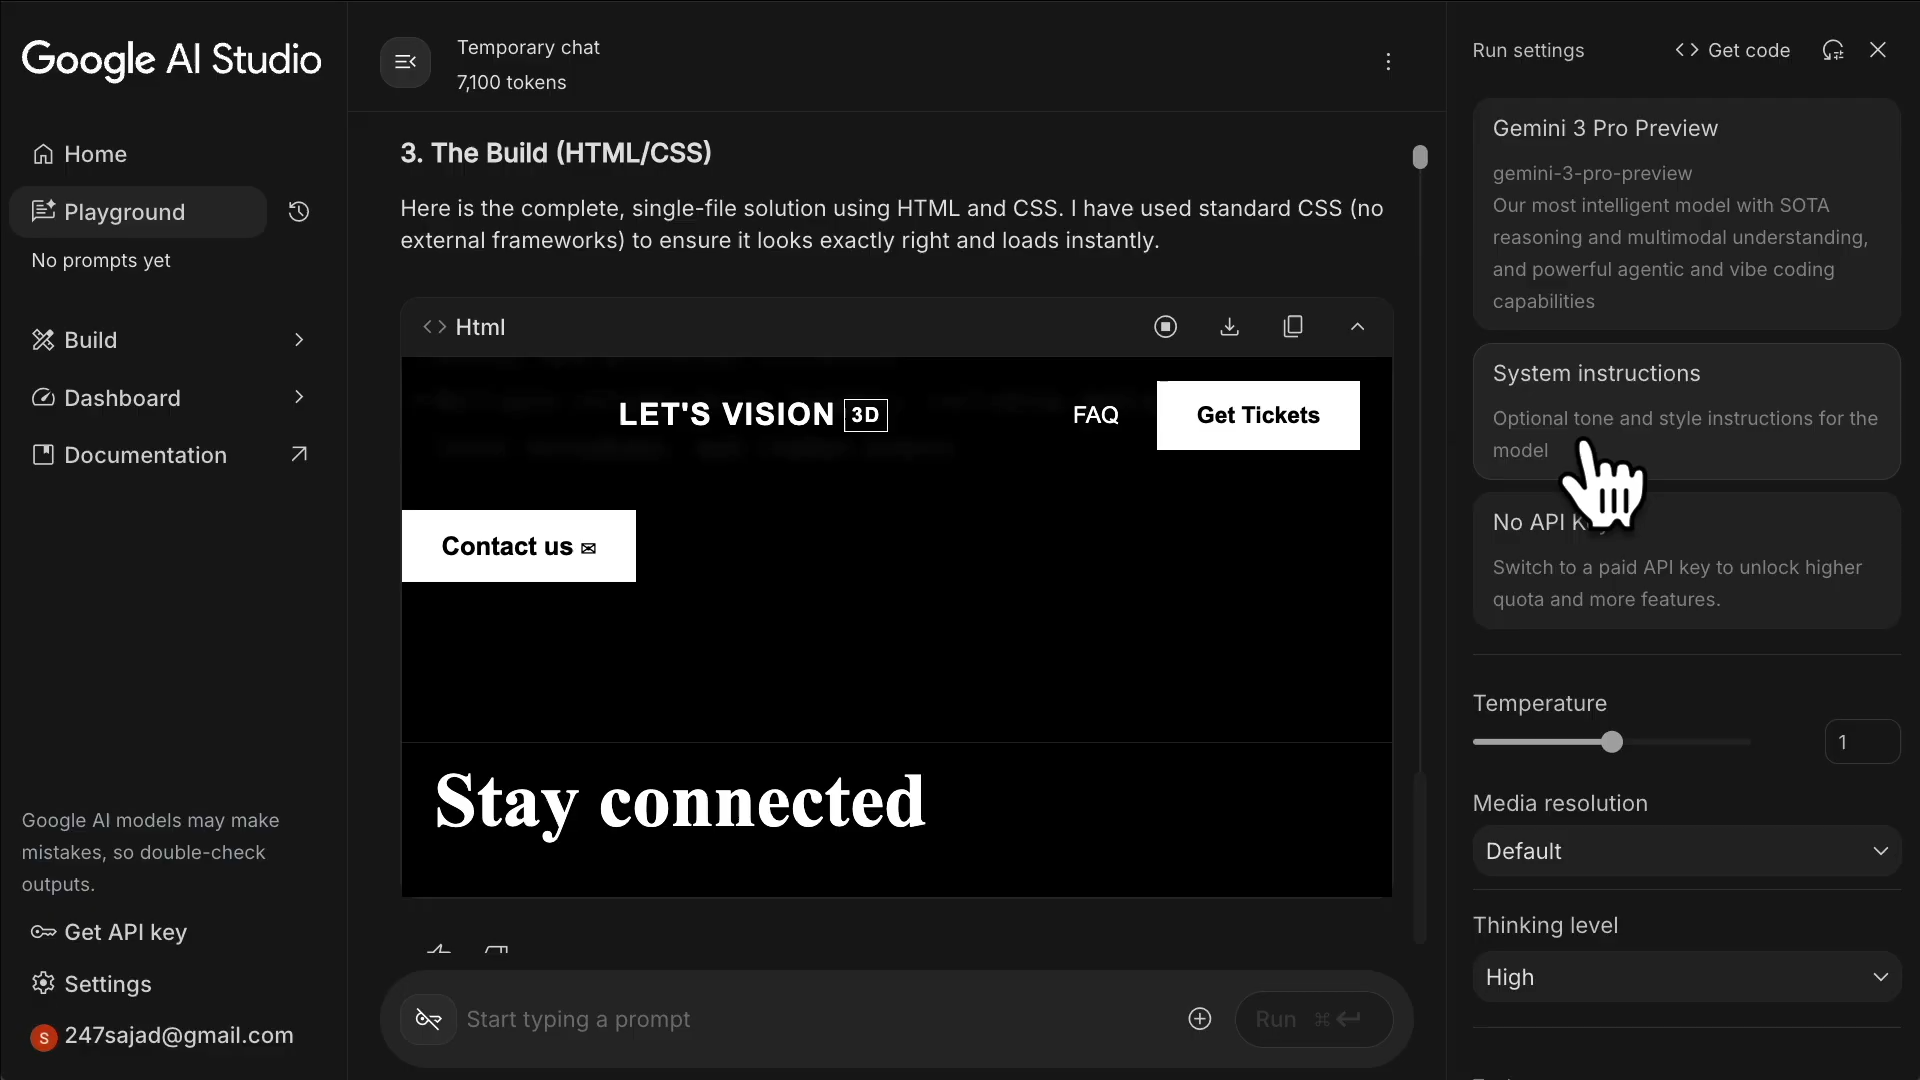 Google AI Studio
Home
Playground
No prompts yet
Build
Dashboard
Documentation
Google AI models may make
mistakes, so double-check
outputs.
Get API key
Settings
S
247sajad@gmail.com
Temporary chat
7,100 tokens
3. The Build (HTML/CSS)
Here is the complete, single-file solution using HTML and CSS. I have used standard CSS (no
external frameworks) to ensure it looks exactly right and loads instantly.
Html
LET'S VISION 3D
FAQ
Get Tickets
Contact us ✉
Stay connected
Start typing a prompt
Run ⌘
Run settings
Get code
Gemini 3 Pro Preview
gemini-3-pro-preview
Our most intelligent model with SOTA
reasoning and multimodal understanding,
and powerful agentic and vibe coding
capabilities
System instructions
Optional tone and style instructions for the
model
No API
Switch to a paid API key to unlock higher
quota and more features.
Temperature
1
Media resolution
Default
Thinking level
High